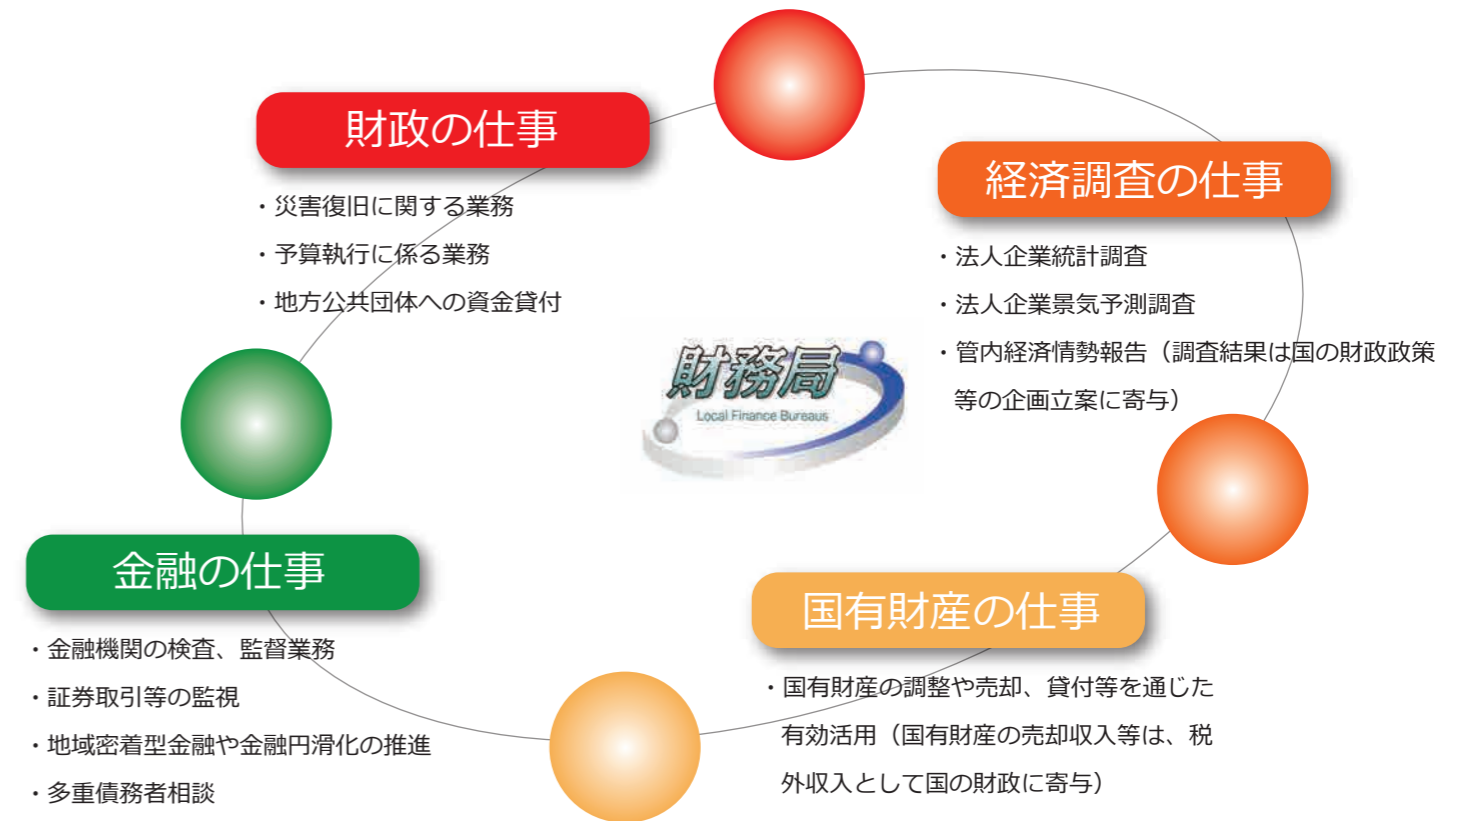 財政の仕事
・災害復旧に関する業務
・予算執行に係る業務
・地方公共団体への資金貸付
経済調査の仕事
・法人企業統計調査
・法人企業景気予測調査
・管内経済情勢報告（調査結果は国の財政政策
等の企画立案に寄与）
財務局
Local Finance Bureaus
金融の仕事
・金融機関の検査、監督業務
・証券取引等の監視
・地域密着型金融や金融円滑化の推進
・多重債務者相談
国有財産の仕事
・国有財産の調整や売却、貸付等を通じた
有効活用（国有財産の売却収入等は、税
外収入として国の財政に寄与）